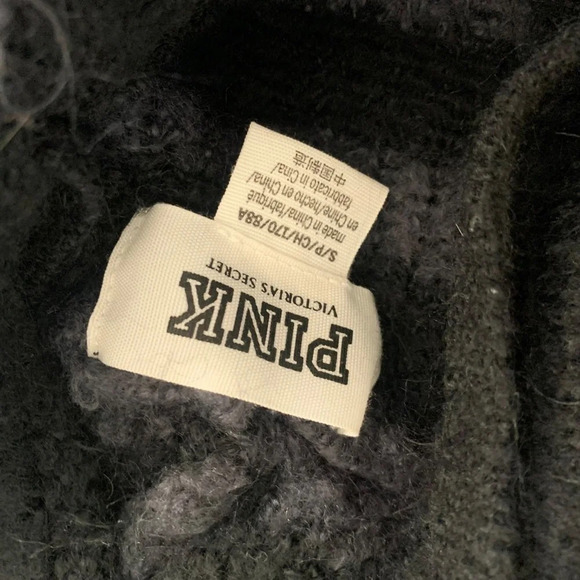 PINK
VICTORIA'S SECRET
S/P/CH/170/88A
made in China/fabriqué
en Chine/hecho en China/
fabbricato in Cina/
中国制造